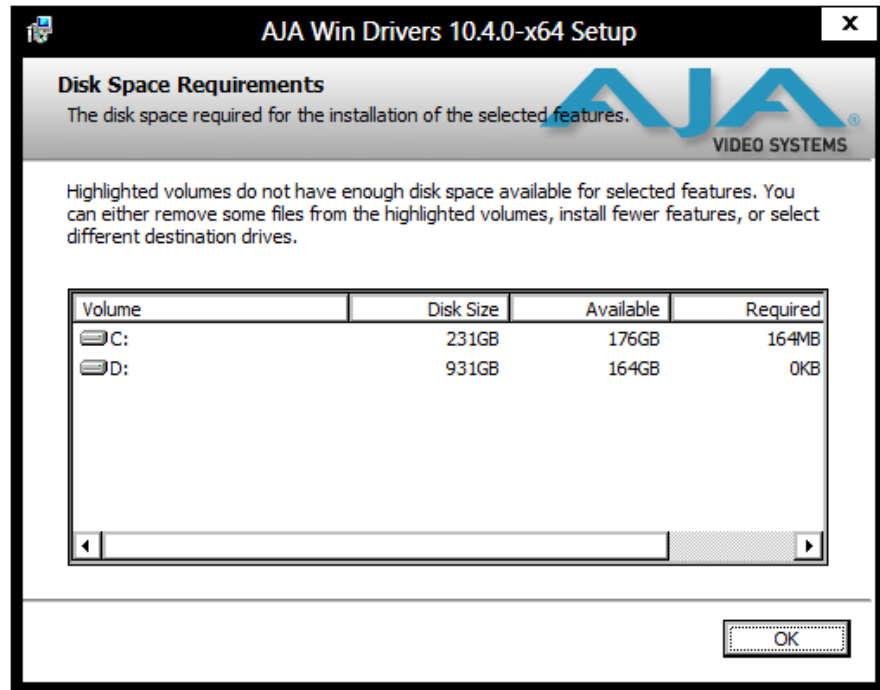 AJA Win Drivers 10.4.0-x64 Setup
X
Disk Space Requirements
The disk space required for the installation of the selected features.
AJA ®
VIDEO SYSTEMS
Highlighted volumes do not have enough disk space available for selected features. You
can either remove some files from the highlighted volumes, install fewer features, or select
different destination drives.
Volume Disk Size Available Required
C: 231GB 176GB 164MB
D: 931GB 164GB 0KB
OK